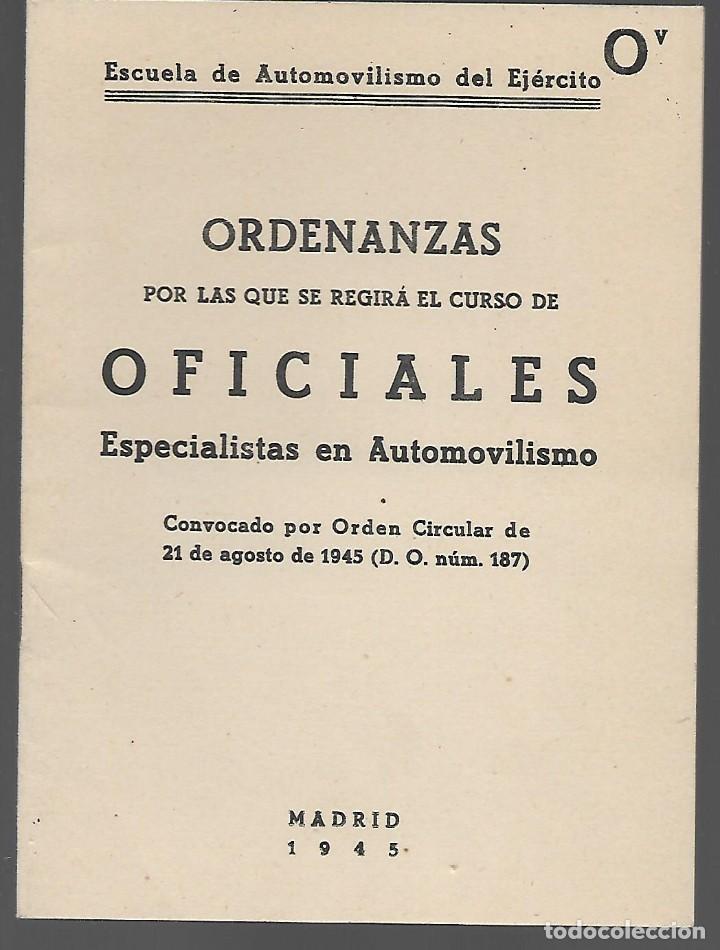 Escuela de Automovilismo del Ejército Oᵛ
ORDENANZAS
POR LAS QUE SE REGIRÁ EL CURSO DE
OFICIALES
Especialistas en Automovilismo
Convocado por Orden Circular de
21 de agosto de 1945 (D. O. núm. 187)
MADRID
1945
todocoleccion.net